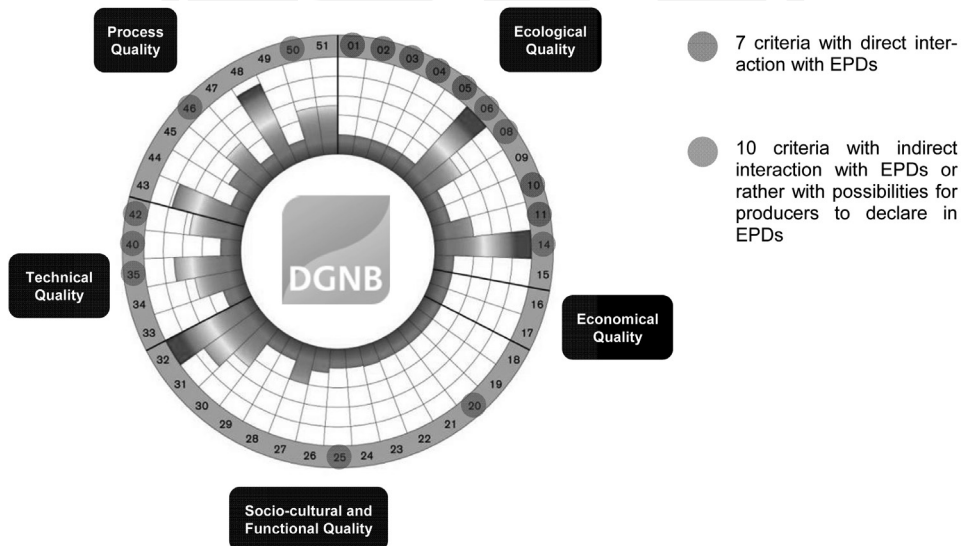 Process
Quality
Ecological
Quality
7 criteria with direct inter-
action with EPDs
10 criteria with indirect
interaction with EPDs or
rather with possibilities for
producers to declare in
EPDs
01
02
03
04
05
06
08
09
10
11
14
15
16
17
18
19
20
21
22
23
24
25
26
27
28
29
30
31
32
33
34
35
40
42
43
44
45
46
47
48
49
50
51
DGNB
Technical
Quality
Economical
Quality
Socio-cultural and
Functional Quality